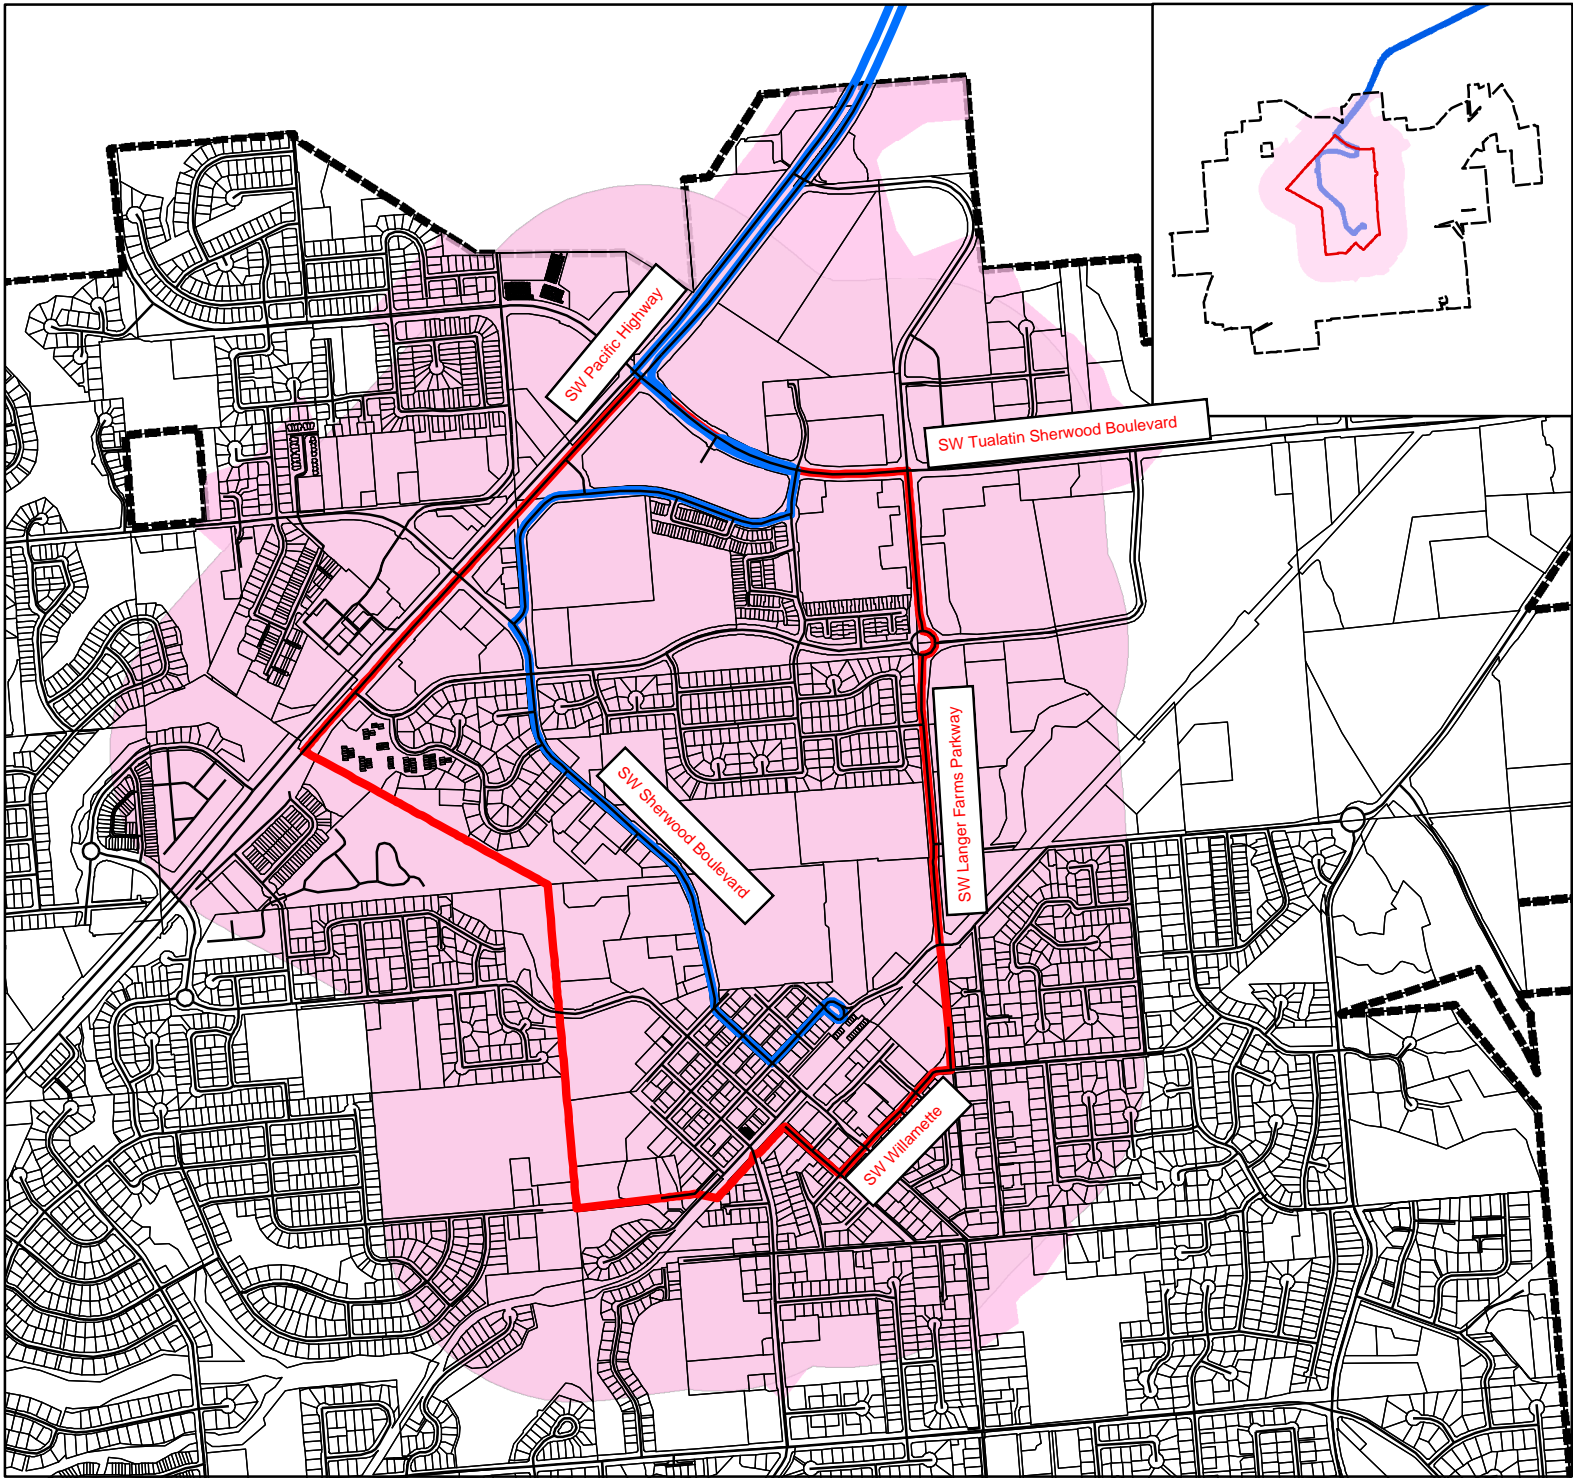 SW Pacific Highway
SW Tualatin Sherwood Boulevard
SW Langer Farms Parkway
SW Sherwood Boulevard
SW Willamette